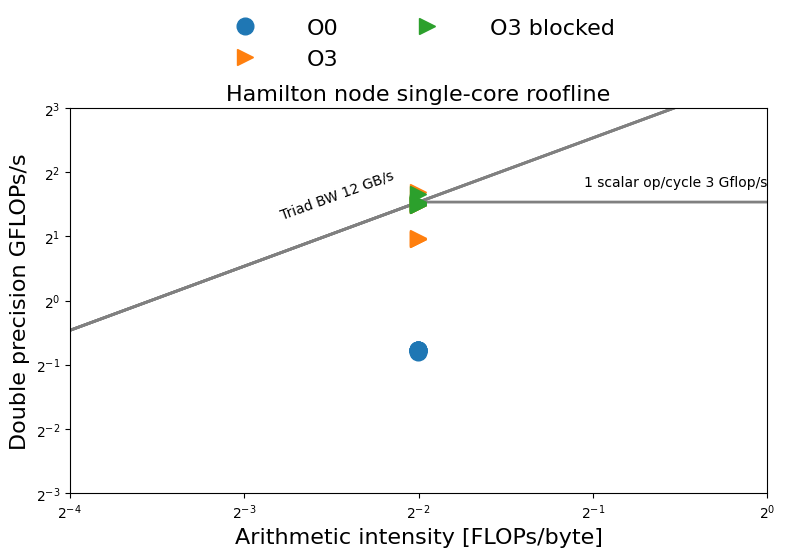 O0
O3
O3 blocked
Hamilton node single-core roofline
Double precision GFLOPs/s
2^3
2^2
2^1
2^0
2^−1
2^−2
2^−3
Triad BW 12 GB/s
1 scalar op/cycle 3 Gflop/s
2^−4
2^−3
2^−2
2^−1
2^0
Arithmetic intensity [FLOPs/byte]